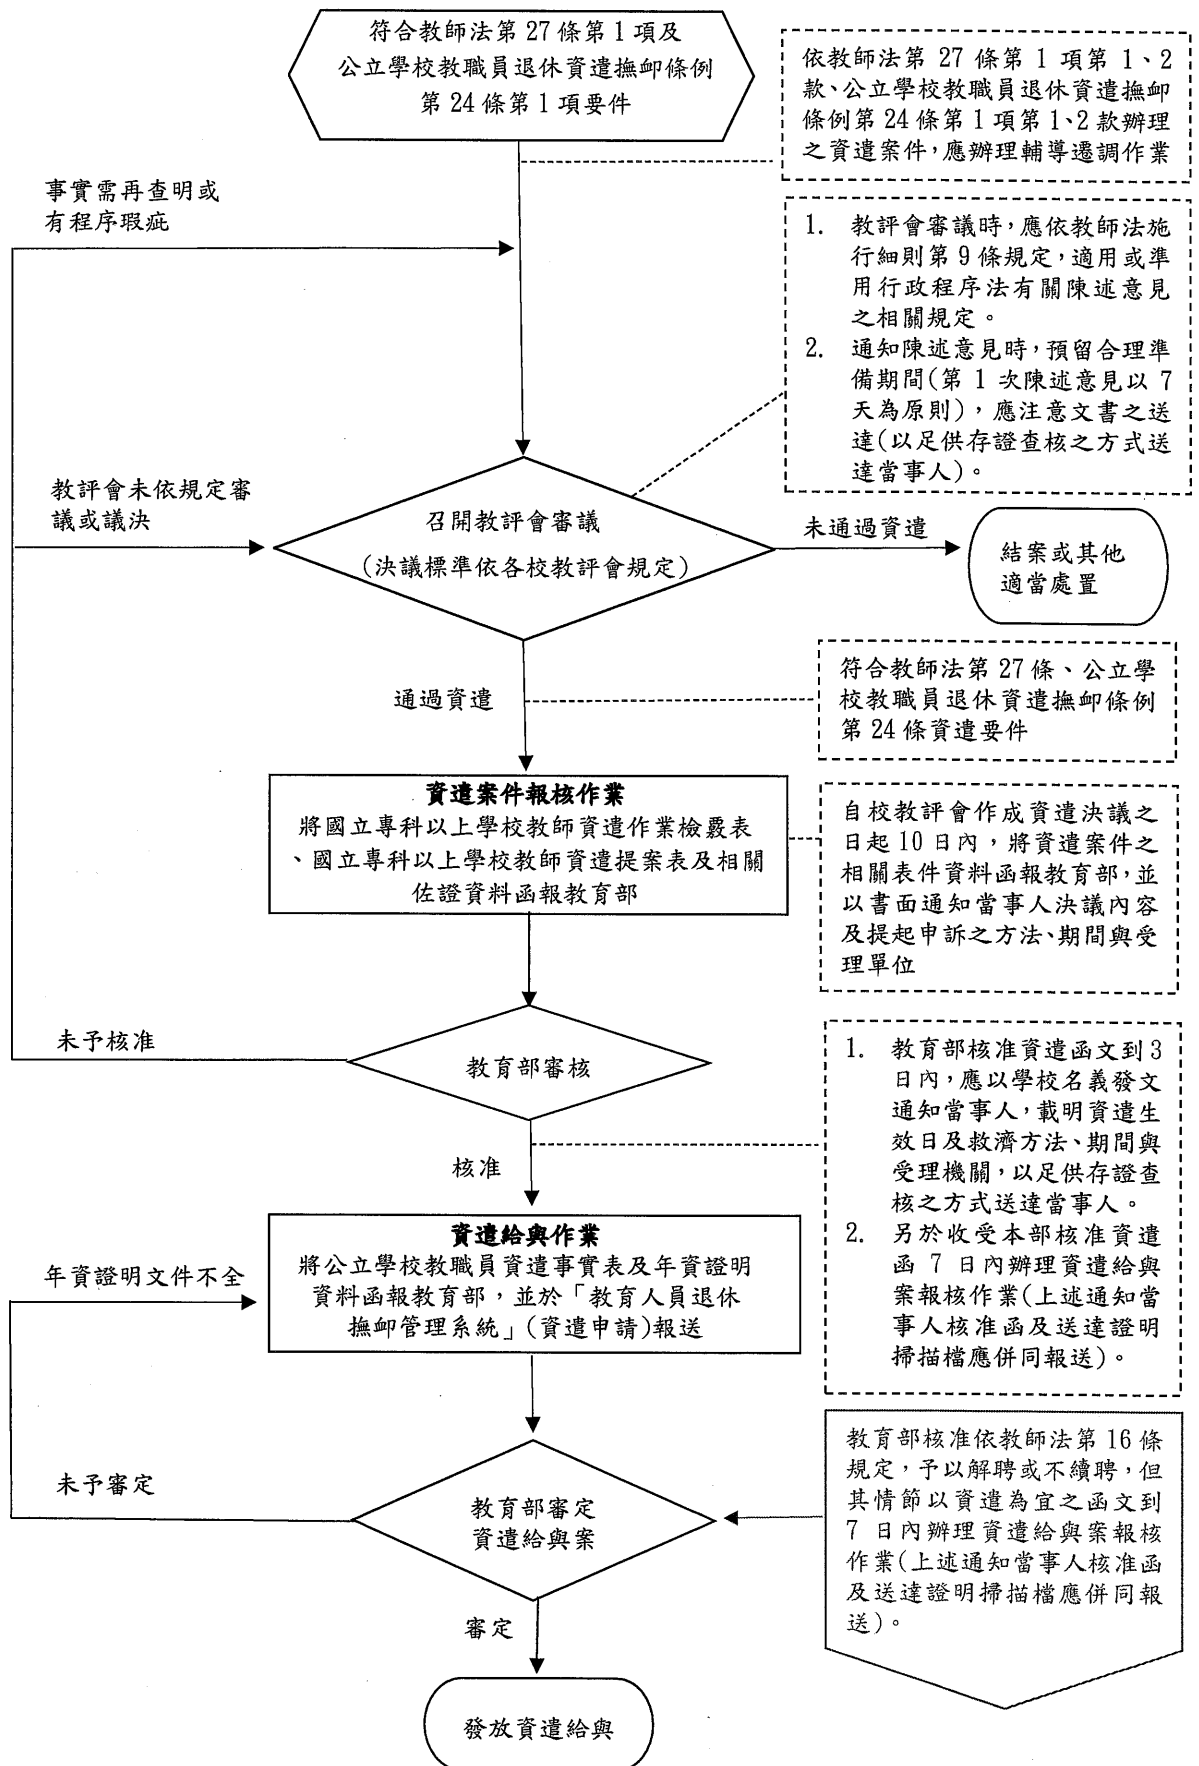 符合教師法第 27 條第 1 項及
公立學校教職員退休資遣撫卹條例
第 24 條第 1 項要件
依教師法第 27 條第 1 項第 1、2
款、公立學校教職員退休資遣撫卹
條例第 24 條第 1 項第 1、2 款辦理
之資遣案件，應辦理輔導遷調作業
事實需再查明或
有程序瑕疵
1. 教評會審議時，應依教師法施
行細則第 9 條規定，適用或準
用行政程序法有關陳述意見
之相關規定。
2. 通知陳述意見時，預留合理準
備期間(第 1 次陳述意見以 7
天為原則)，應注意文書之送
達(以足供存證查核之方式送
達當事人)。
教評會未依規定審
議或議決
召開教評會審議
(決議標準依各校教評會規定)
未通過資遣
結案或其他
適當處置
通過資遣
符合教師法第 27 條、公立學
校教職員退休資遣撫卹條例
第 24 條資遣要件
資遣案件報核作業
將國立專科以上學校教師資遣作業檢覈表
、國立專科以上學校教師資遣提案表及相關
佐證資料函報教育部
自校教評會作成資遣決議之
日起 10 日內，將資遣案件之
相關表件資料函報教育部，並
以書面通知當事人決議內容
及提起申訴之方法、期間與受
理單位
未予核准
教育部審核
核准
1. 教育部核准資遣函文到 3
日內，應以學校名義發文
通知當事人，載明資遣生
效日及救濟方法、期間與
受理機關，以足供存證查
核之方式送達當事人。
2. 另於收受本部核准資遣
函 7 日內辦理資遣給與
案報核作業(上述通知當
事人核准函及送達證明
掃描檔應併同報送)。
年資證明文件不全
資遣給與作業
將公立學校教職員資遣事實表及年資證明
資料函報教育部，並於「教育人員退休
撫卹管理系統」(資遣申請)報送
未予審定
教育部審定
資遣給與案
教育部核准依教師法第 16 條
規定，予以解聘或不續聘，但
其情節以資遣為宜之函文到
7 日內辦理資遣給與案報核
作業(上述通知當事人核准函
及送達證明掃描檔應併同報
送)。
審定
發放資遣給與